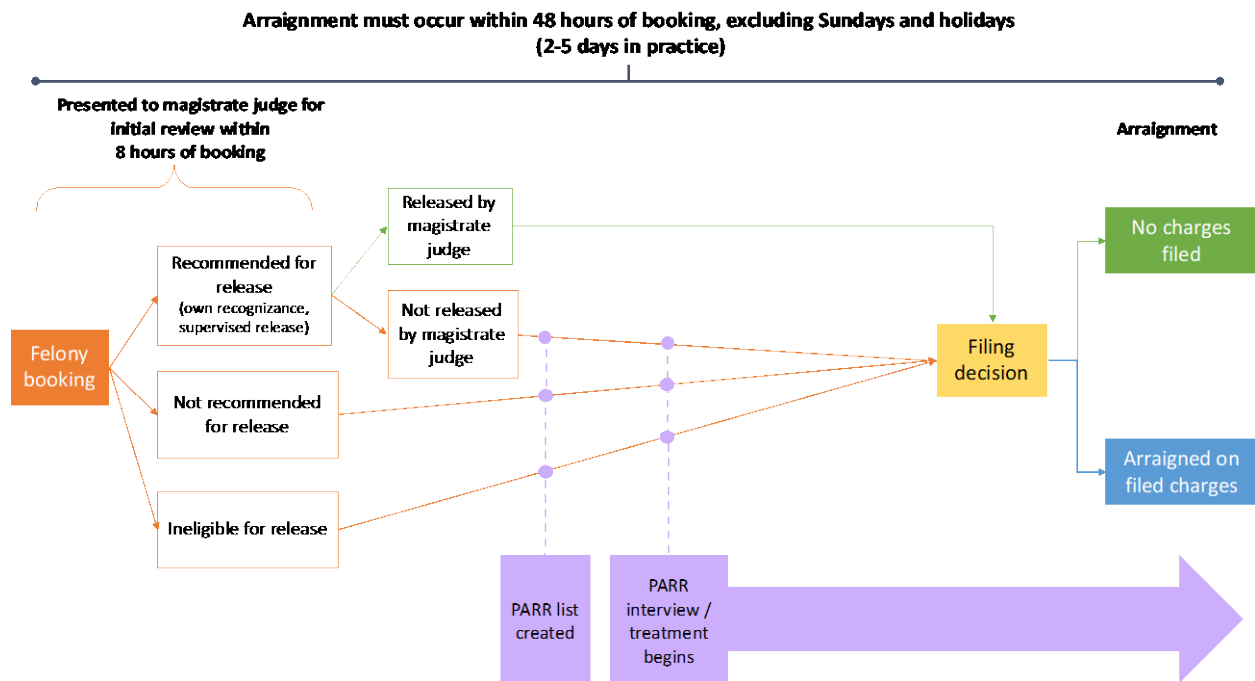 Arraignment must occur within 48 hours of booking, excluding Sundays and holidays
(2-5 days in practice)
Presented to magistrate judge for
initial review within
8 hours of booking
Arraignment
Released by
magistrate
judge
No charges
filed
Recommended for
release
(own recognizance,
supervised release)
Not released
by magistrate
judge
Felony
booking
Filing
decision
Not recommended
for release
Arraigned on
filed charges
Ineligible for release
PARR list
created
PARR
interview /
treatment
begins